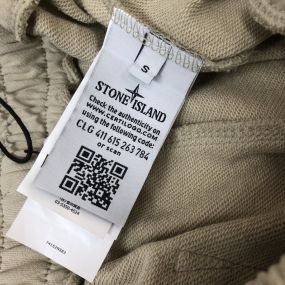 S
STONE ISLAND
Check the authenticity on
WWW.CERTILOGO.COM
using the following code:
CLG 411 615 263 784
or scan